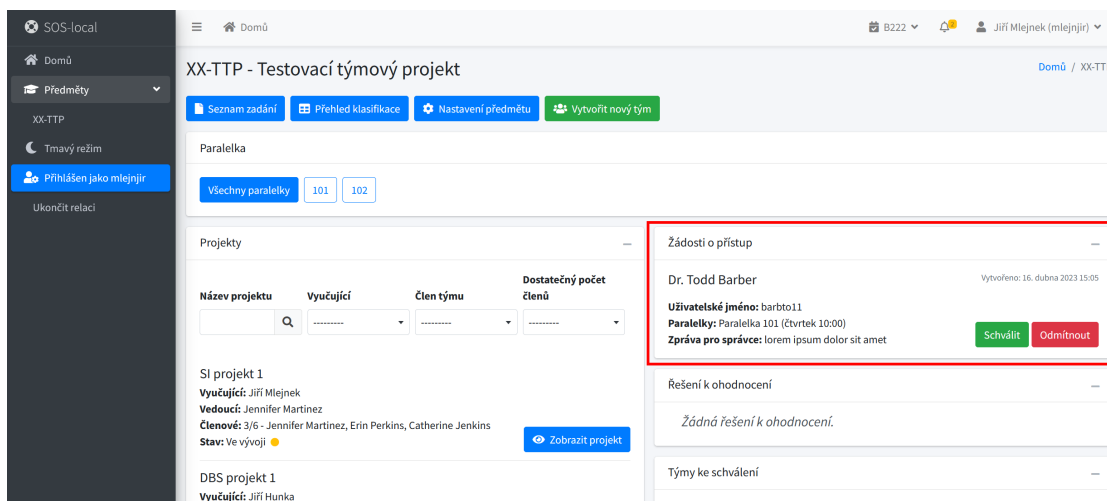 SOS-local
Domů
B222
2
Jiří Mlejnek (mlejnjir)
Domů
Předměty
XX-TTP
Tmavý režim
Přihlášen jako mlejnjir
Ukončit relaci
XX-TTP - Testovací týmový projekt
Domů / XX-TT
Seznam zadání
Přehled klasifikace
Nastavení předmětu
Vytvořit nový tým
Paralelka
Všechny paralelky
101
102
Projekty
Název projektu
Vyučující
Člen týmu
Dostatečný počet
členů
---------
---------
---------
SI projekt 1
Vyučující: Jiří Mlejnek
Vedoucí: Jennifer Martinez
Členové: 3/6 - Jennifer Martinez, Erin Perkins, Catherine Jenkins
Stav: Ve vývoji
Zobrazit projekt
DBS projekt 1
Vyučující: Jiří Hunka
Žádosti o přístup
Dr. Todd Barber
Vytvořeno: 16. dubna 2023 15:05
Uživatelské jméno: barbto11
Paralelky: Paralelka 101 (čtvrtek 10:00)
Zpráva pro správce: lorem ipsum dolor sit amet
Schválit
Odmítnout
Řešení k ohodnocení
Žádná řešení k ohodnocení.
Týmy ke schválení